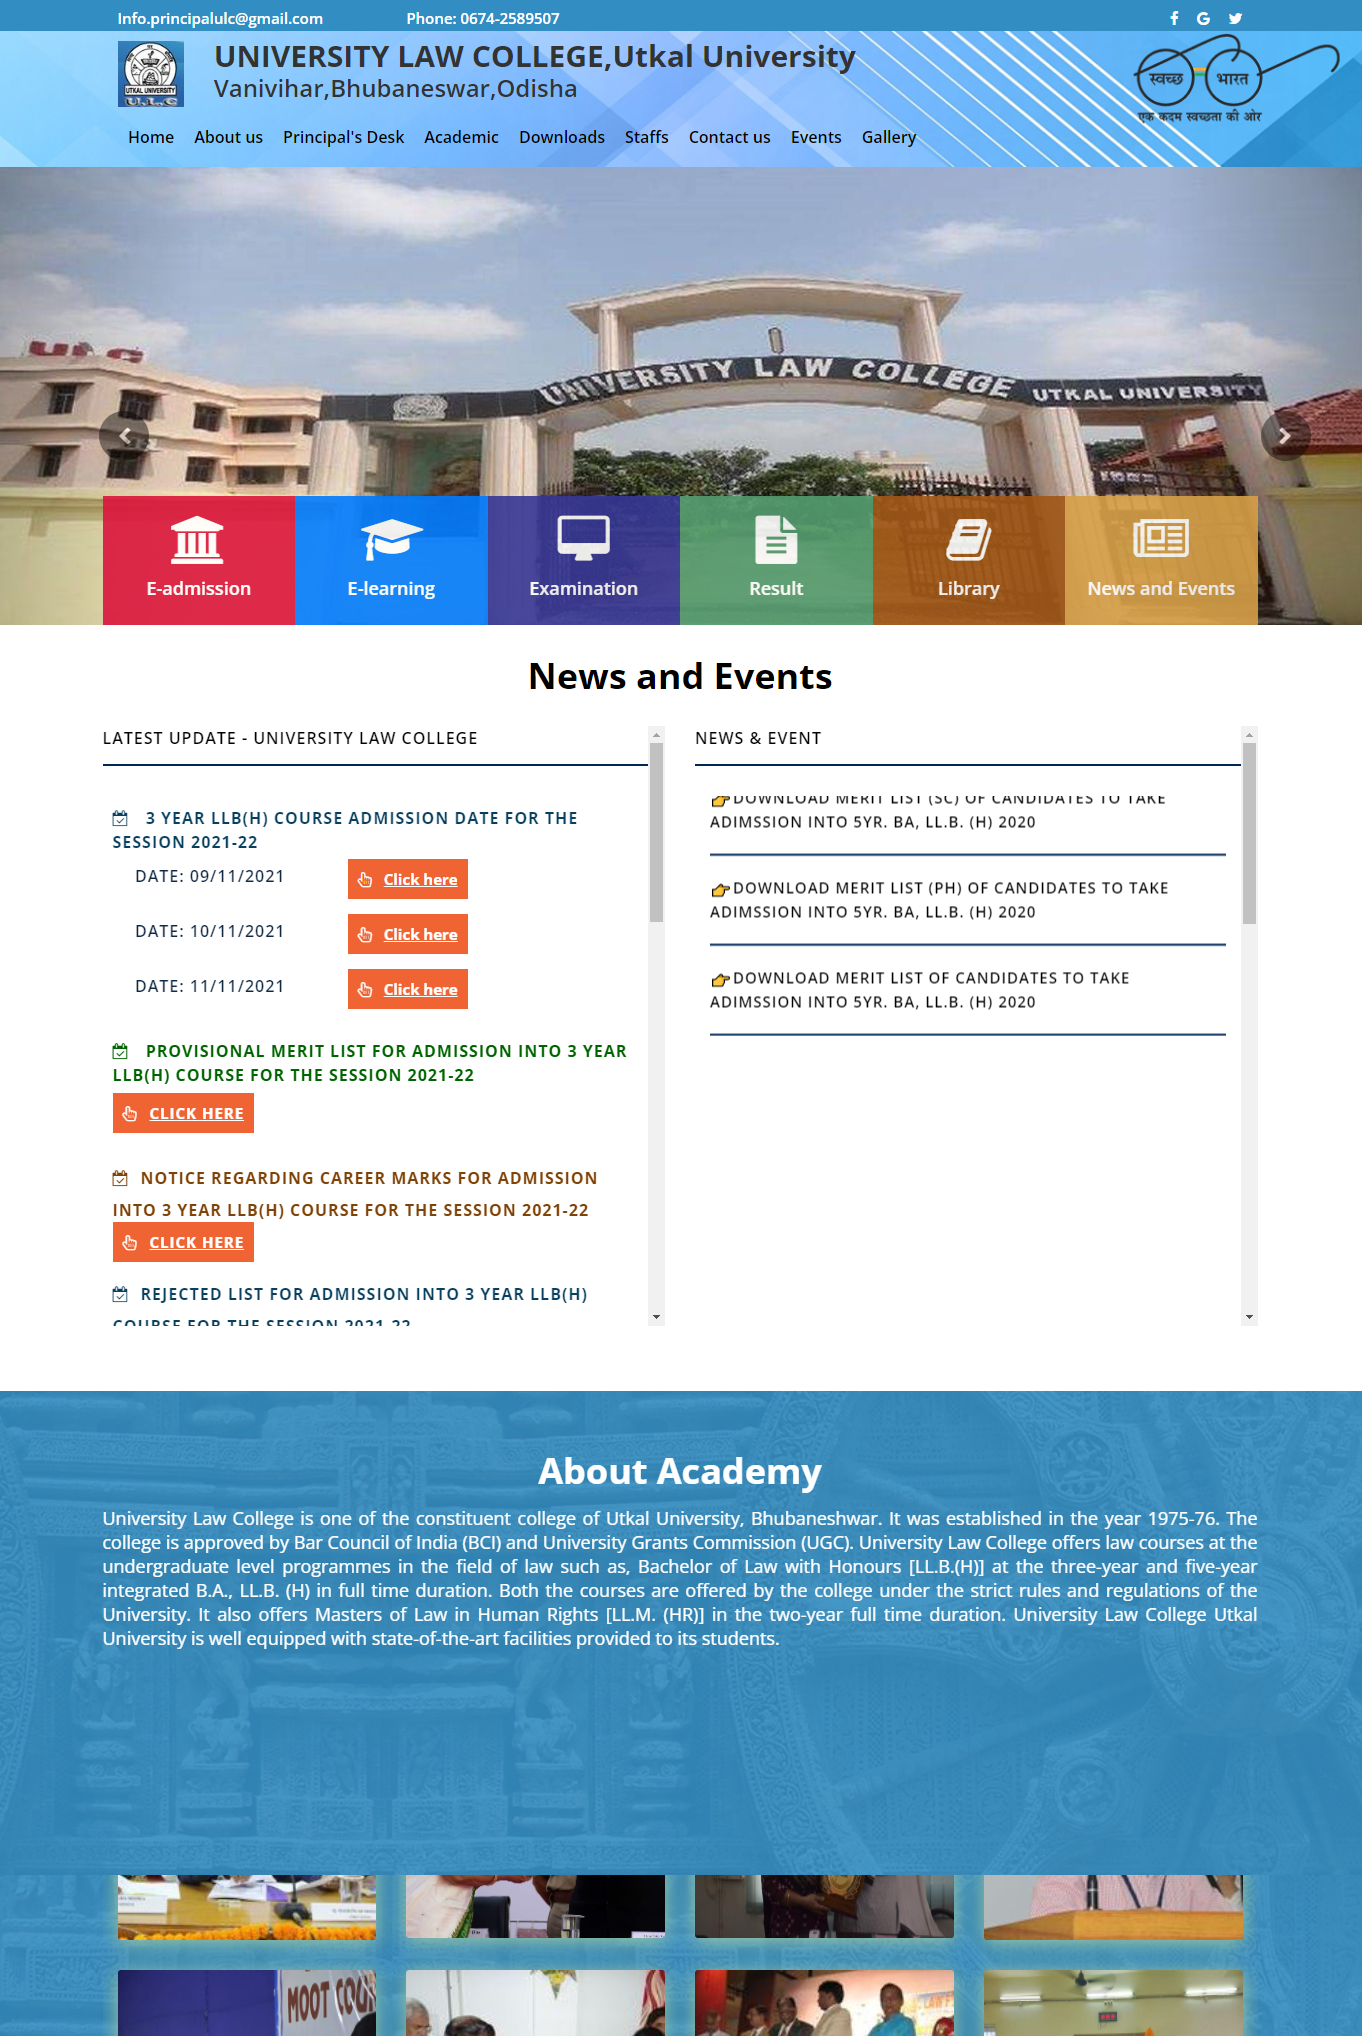 Info.principalulc@gmail.com
Phone: 0674-2589507
UNIVERSITY LAW COLLEGE,Utkal University
Vanivihar,Bhubaneswar,Odisha
UTKAL UNIVERSITY
U.L.C
स्वच्छ
भारत
एक कदम स्वच्छता की ओर
Home
About us
Principal's Desk
Academic
Downloads
Staffs
Contact us
Events
Gallery
ULC
UNIVERSITY LAW COLLEGE
UTKAL UNIVERSITY
E-admission
E-learning
Examination
Result
Library
News and Events
News and Events
LATEST UPDATE - UNIVERSITY LAW COLLEGE
3 YEAR LLB(H) COURSE ADMISSION DATE FOR THE
SESSION 2021-22
DATE: 09/11/2021
Click here
DATE: 10/11/2021
Click here
DATE: 11/11/2021
Click here
PROVISIONAL MERIT LIST FOR ADMISSION INTO 3 YEAR
LLB(H) COURSE FOR THE SESSION 2021-22
CLICK HERE
NOTICE REGARDING CAREER MARKS FOR ADMISSION
INTO 3 YEAR LLB(H) COURSE FOR THE SESSION 2021-22
CLICK HERE
REJECTED LIST FOR ADMISSION INTO 3 YEAR LLB(H)
COURSE FOR THE SESSION 2021-22
NEWS & EVENT
DOWNLOAD MERIT LIST (SC) OF CANDIDATES TO TAKE
ADIMSSION INTO 5YR. BA, LL.B. (H) 2020
DOWNLOAD MERIT LIST (PH) OF CANDIDATES TO TAKE
ADIMSSION INTO 5YR. BA, LL.B. (H) 2020
DOWNLOAD MERIT LIST OF CANDIDATES TO TAKE
ADIMSSION INTO 5YR. BA, LL.B. (H) 2020
About Academy
University Law College is one of the constituent college of Utkal University, Bhubaneshwar. It was established in the year 1975-76. The
college is approved by Bar Council of India (BCI) and University Grants Commission (UGC). University Law College offers law courses at the
undergraduate level programmes in the field of law such as, Bachelor of Law with Honours [LL.B.(H)] at the three-year and five-year
integrated B.A., LL.B. (H) in full time duration. Both the courses are offered by the college under the strict rules and regulations of the
University. It also offers Masters of Law in Human Rights [LL.M. (HR)] in the two-year full time duration. University Law College Utkal
University is well equipped with state-of-the-art facilities provided to its students.
MOOT COU